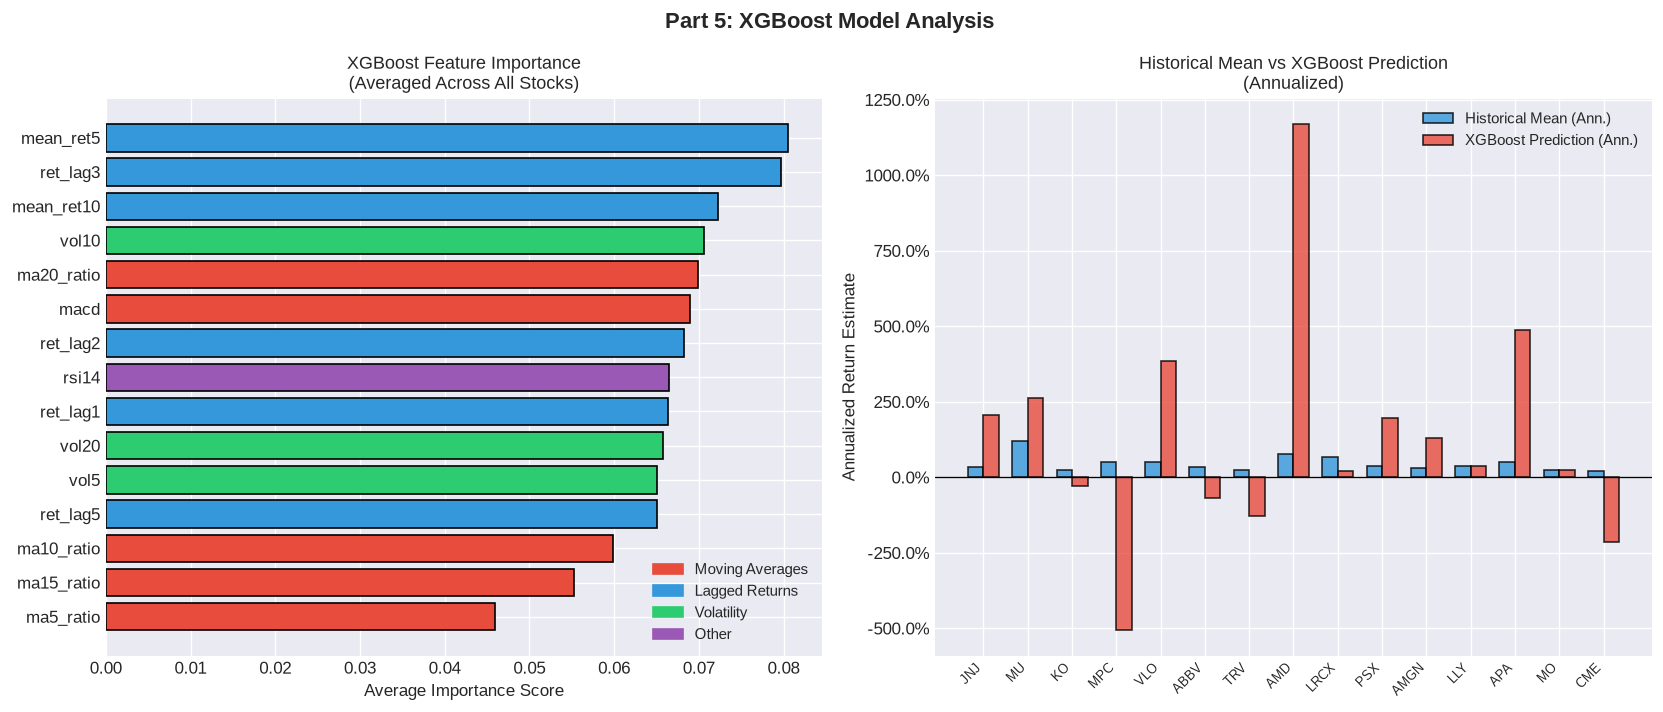 Part 5: XGBoost Model Analysis
XGBoost Feature Importance
(Averaged Across All Stocks)
mean_ret5
ret_lag3
mean_ret10
vol10
ma20_ratio
macd
ret_lag2
rsi14
ret_lag1
vol20
vol5
ret_lag5
ma10_ratio
ma15_ratio
ma5_ratio
Moving Averages
Lagged Returns
Volatility
Other
0.00 0.01 0.02 0.03 0.04 0.05 0.06 0.07 0.08
Average Importance Score
Historical Mean vs XGBoost Prediction
(Annualized)
Historical Mean (Ann.)
XGBoost Prediction (Ann.)
Annualized Return Estimate
1250.0%
1000.0%
750.0%
500.0%
250.0%
0.0%
-250.0%
-500.0%
JNJ MU KO MPC VLO ABBV TRV AMD LRCX PSX AMGN LLY APA MO CME